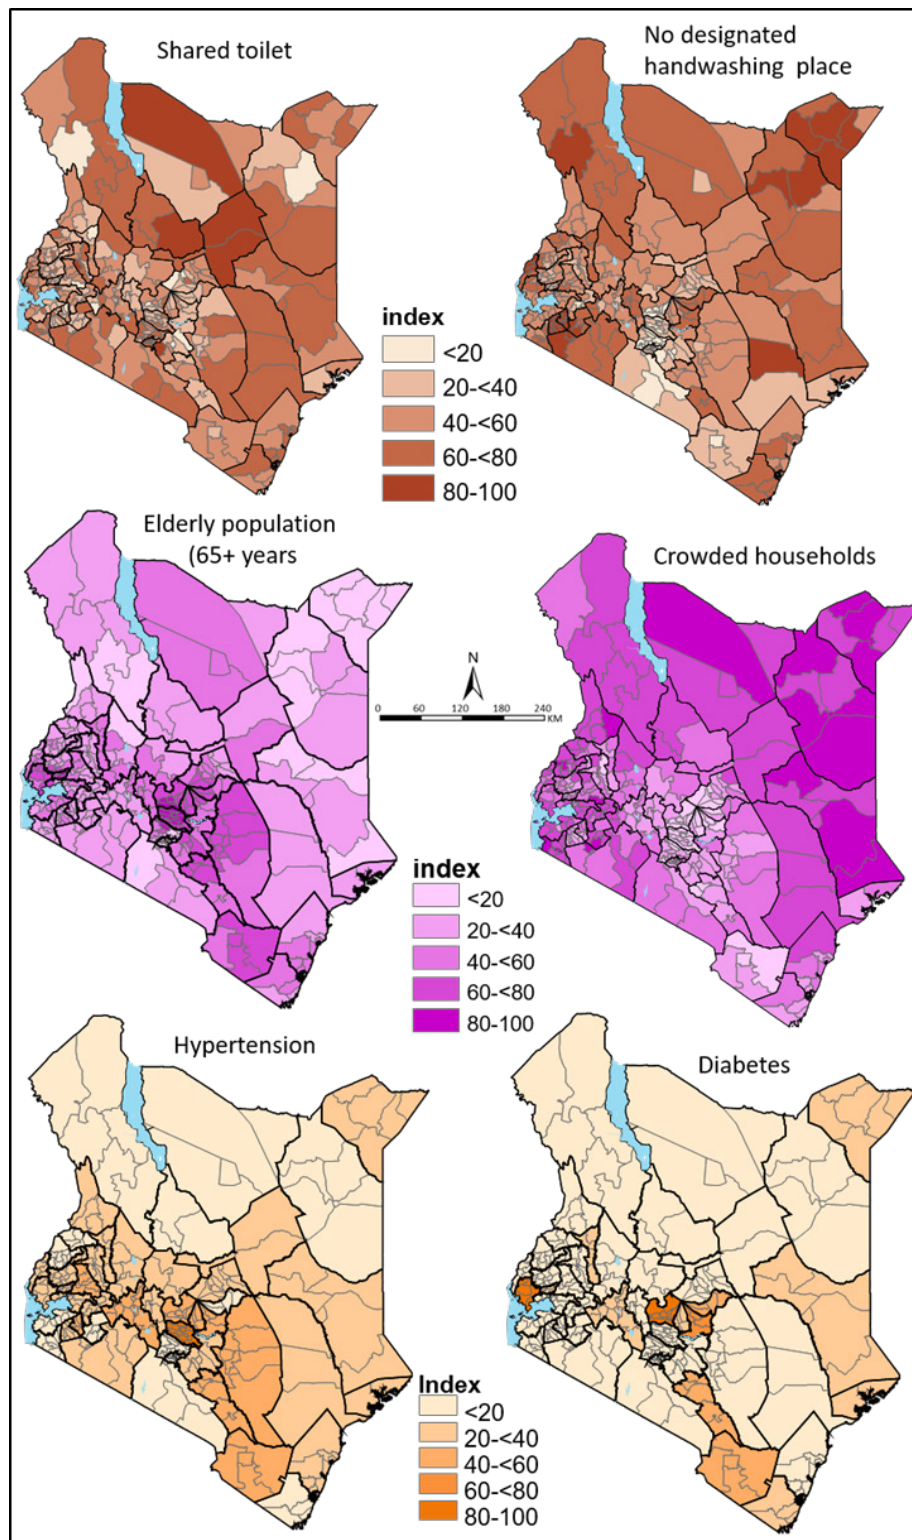 Shared toilet
No designated
handwashing place
index
<20
20-<40
40-<60
60-<80
80-100
Elderly population
(65+ years
Crowded households
N
0 60 120 180 240
KM
index
<20
20-<40
40-<60
60-<80
80-100
Hypertension
Diabetes
Index
<20
20-<40
40-<60
60-<80
80-100